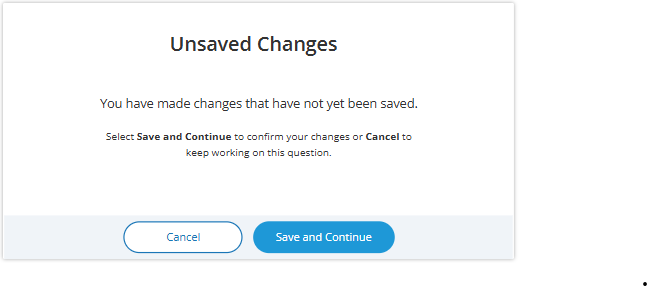 Unsaved Changes
You have made changes that have not yet been saved.
Select Save and Continue to confirm your changes or Cancel to
keep working on this question.
Cancel
Save and Continue
.